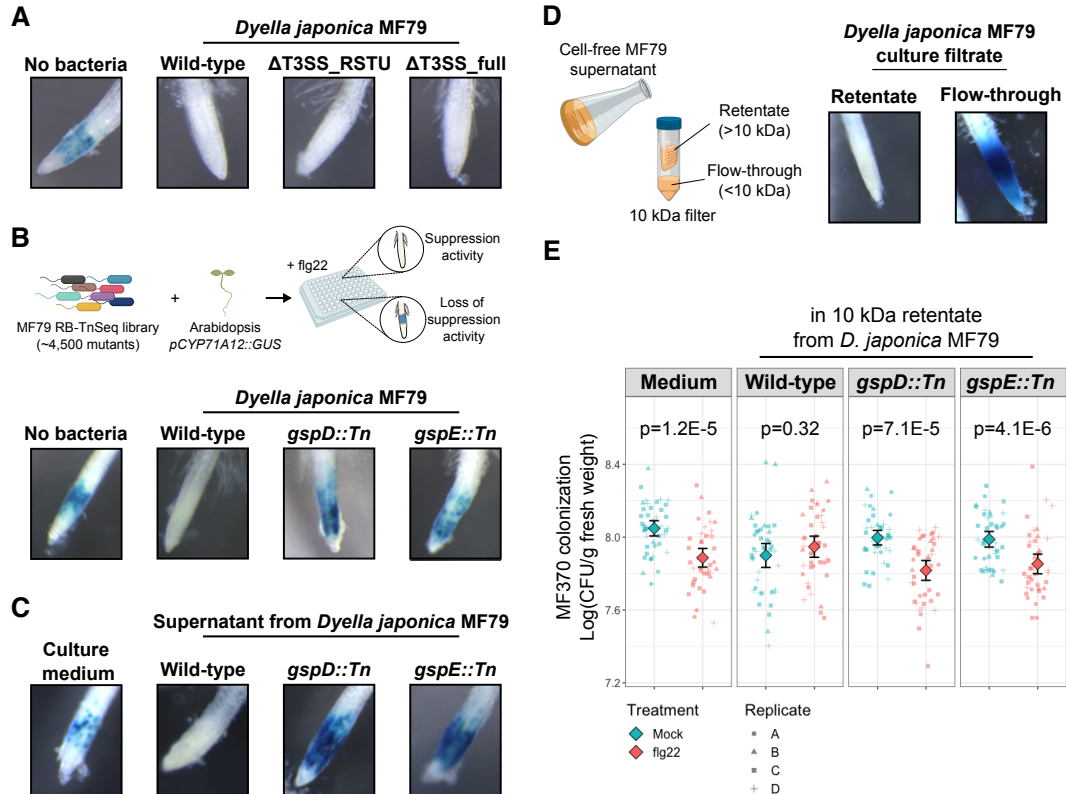 A
Dyella japonica MF79
No bacteria
Wild-type
ΔT3SS_RSTU
ΔT3SS_full
B
+ flg22
Suppression
activity
Loss of
suppression
activity
+
MF79 RB-TnSeq library
(~4,500 mutants)
Arabidopsis
pCYP71A12::GUS
Dyella japonica MF79
No bacteria
Wild-type
gspD::Tn
gspE::Tn
C
Supernatant from Dyella japonica MF79
Culture
medium
Wild-type
gspD::Tn
gspE::Tn
D
Cell-free MF79
supernatant
Retentate
(>10 kDa)
Flow-through
(<10 kDa)
10 kDa filter
Dyella japonica MF79
culture filtrate
Retentate
Flow-through
E
in 10 kDa retentate
from D. japonica MF79
Medium
Wild-type
gspD::Tn
gspE::Tn
p=1.2E-5
p=0.32
p=7.1E-5
p=4.1E-6
MF370 colonization
Log(CFU/g fresh weight)
8.4
8.0
7.6
7.2
Treatment
Mock
flg22
Replicate
A
B
C
D